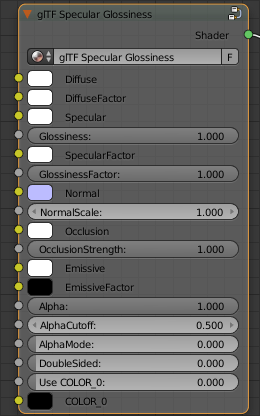 glTF Specular Glossiness
Shader
glTF Specular Glossiness F
Diffuse
DiffuseFactor
Specular
Glossiness: 1.000
SpecularFactor
GlossinessFactor: 1.000
Normal
NormalScale: 1.000
Occlusion
OcclusionStrength: 1.000
Emissive
EmissiveFactor
Alpha: 1.000
AlphaCutoff: 0.500
AlphaMode: 0.000
DoubleSided: 0.000
Use COLOR_0: 0.000
COLOR_0